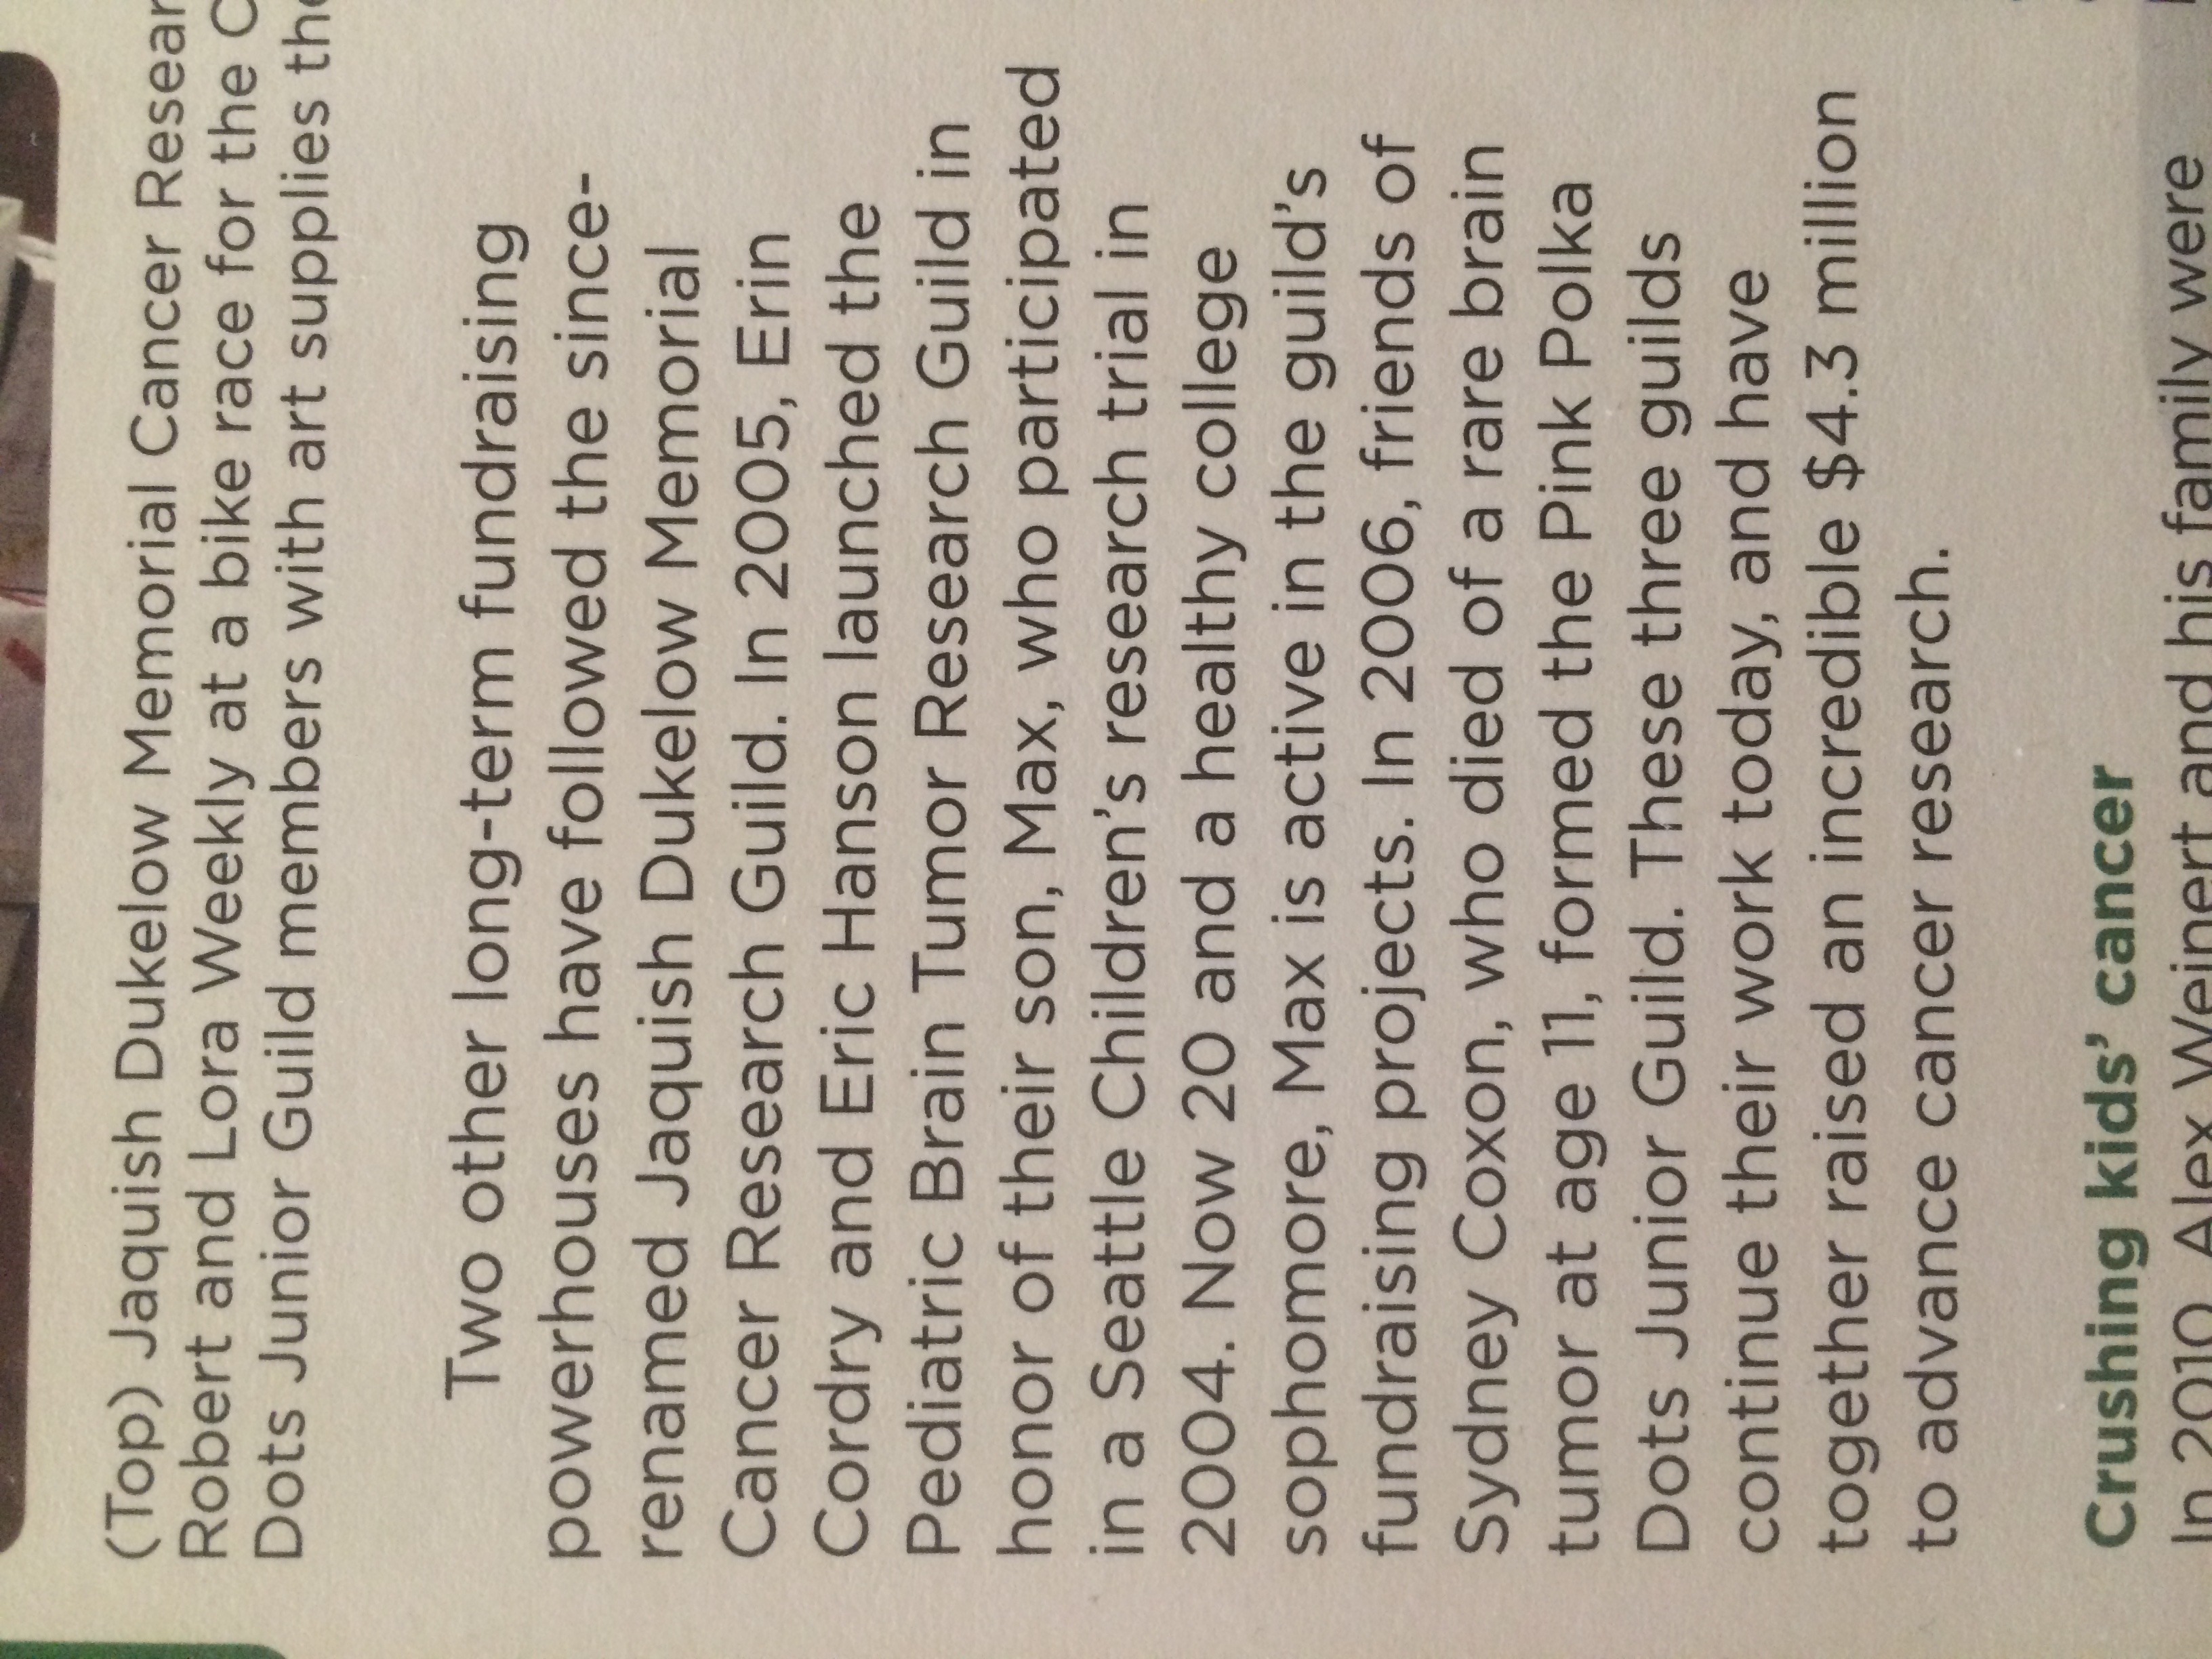 (Top) Jaquish Dukelow Memorial Cancer
Robert and Lora Weekly at a bike race for the
Dots Junior Guild members with art supplies
Two other long-term fundraising
powerhouses have followed the since-
renamed Jaquish Dukelow Memorial
Cancer Research Guild. In 2005, Erin
Cordry and Eric Hanson launched the
Pediatric Brain Tumor Research Guild in
honor of their son, Max, who participated
in a Seattle Children’s research trial in
2004. Now 20 and a healthy college
sophomore, Max is active in the guild’s
fundraising projects. In 2006, friends of
Sydney Coxon, who died of a rare brain
tumor at age 11, formed the Pink Polka
Dots Junior Guild. These three guilds
continue their work today, and have
together raised an incredible $4.3 million
to advance cancer research.
Crushing kids’ cancer
In 2010, Alex Weinert and his family were